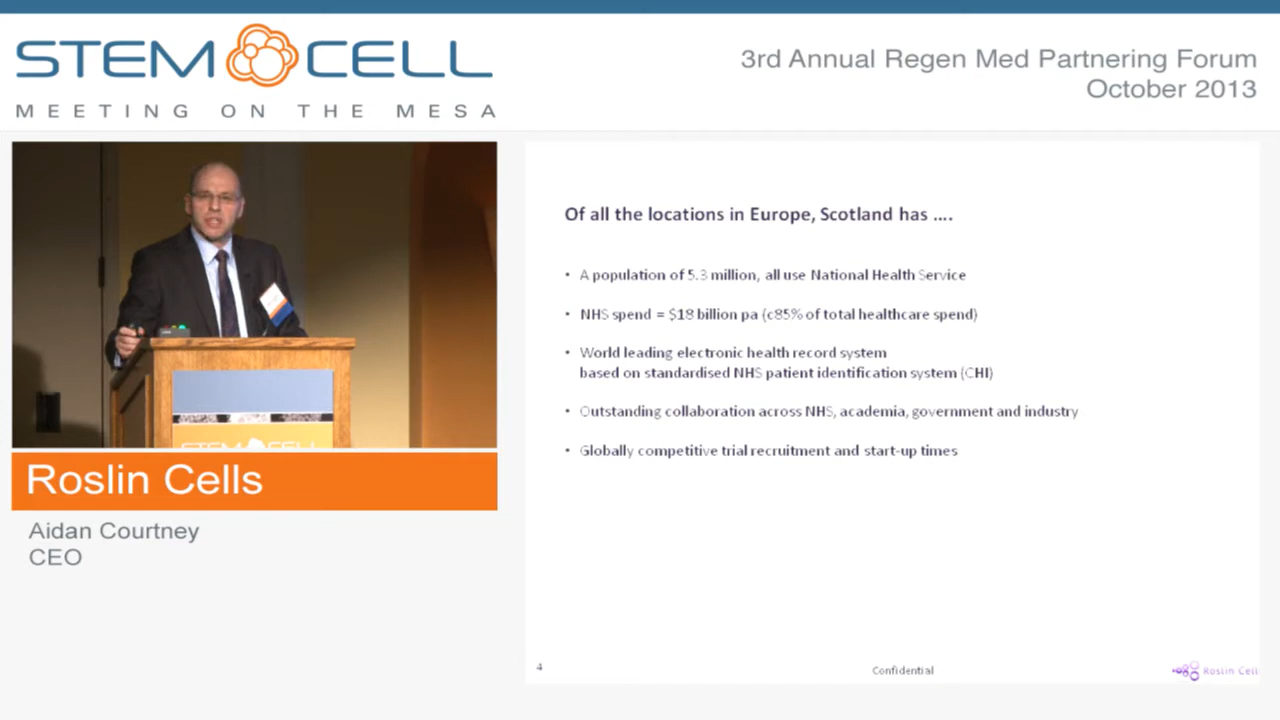 STEM CELL
MEETING ON THE MESA
3rd Annual Regen Med Partnering Forum
October 2013
STEM CELL
Roslin Cells
Aidan Courtney
CEO
Of all the locations in Europe, Scotland has ....
• A population of 5.3 million, all use National Health Service
• NHS spend = $18 billion pa (c85% of total healthcare spend)
• World leading electronic health record system
based on standardised NHS patient identification system (CHI)
• Outstanding collaboration across NHS, academia, government and industry
• Globally competitive trial recruitment and start-up times
4
Confidential
Roslin Cell